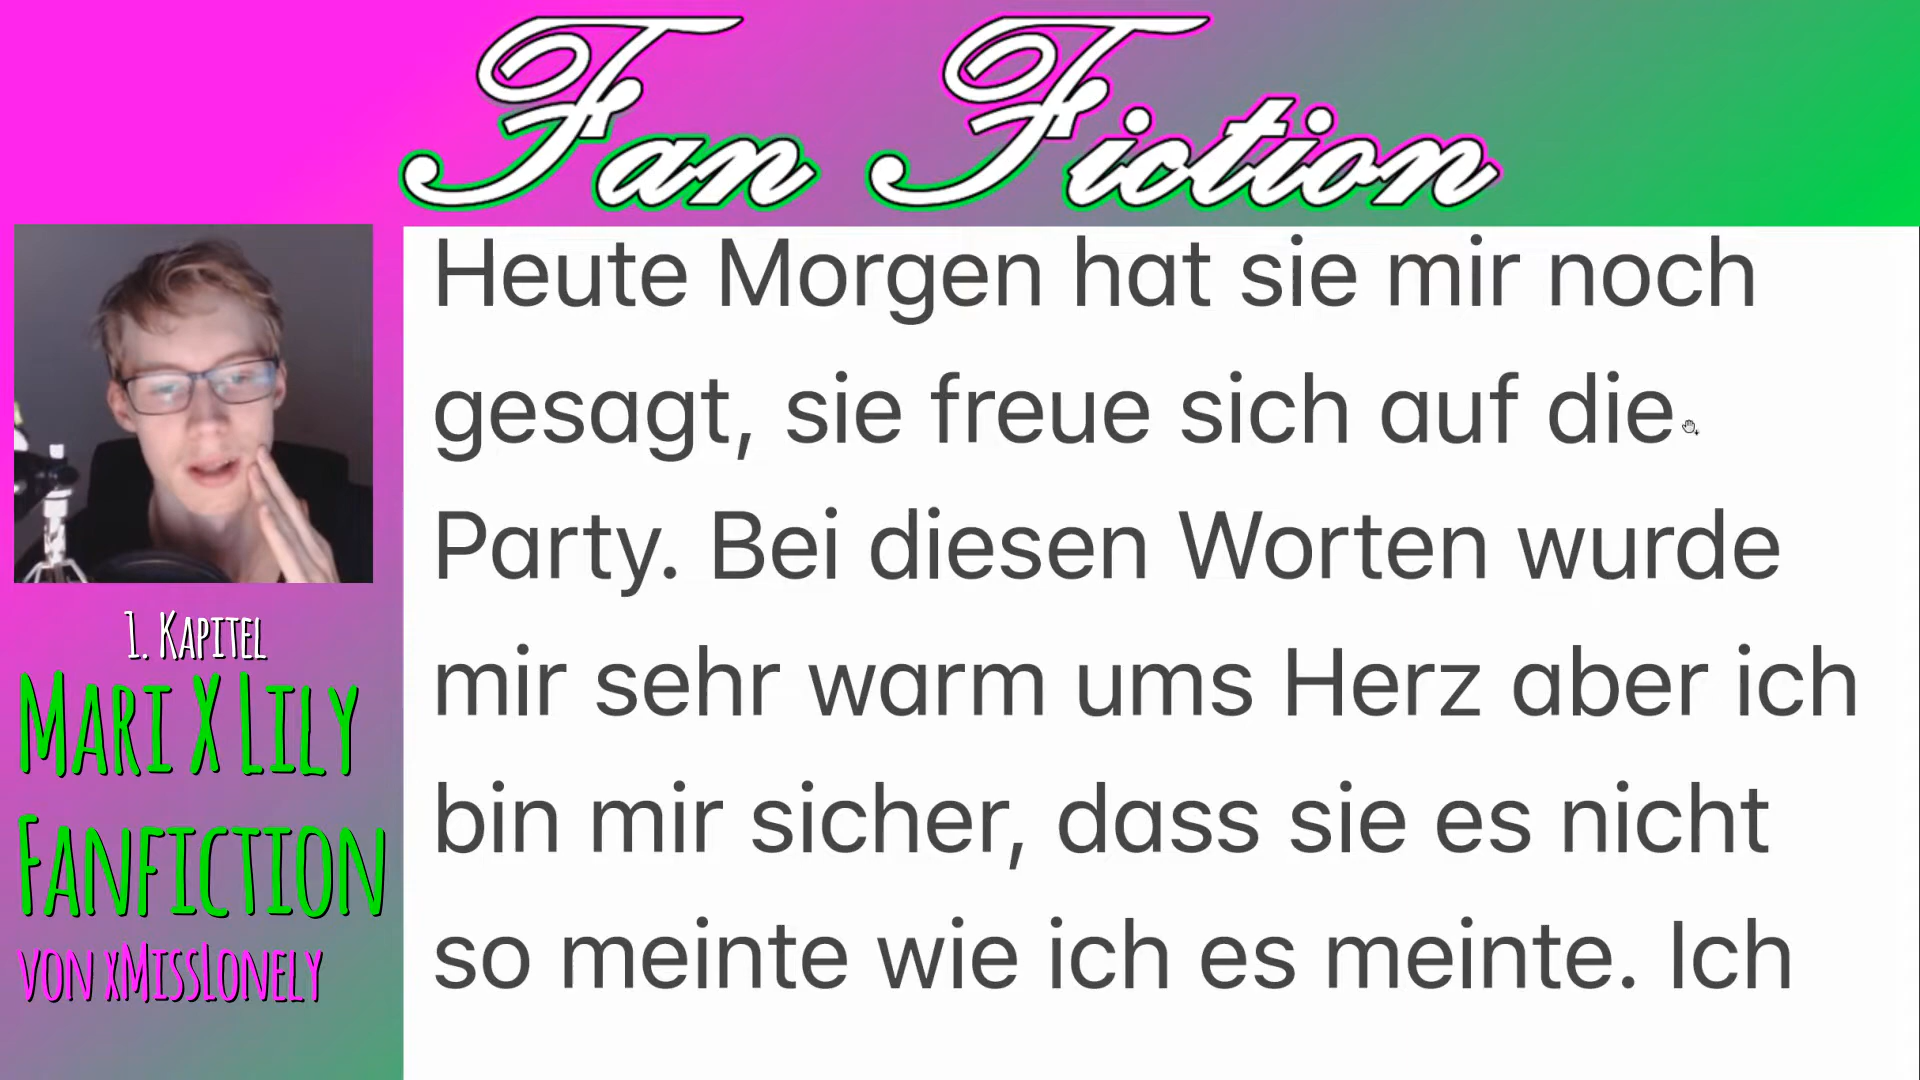 Fan Fiction
Heute Morgen hat sie mir noch
gesagt, sie freue sich auf die
Party. Bei diesen Worten wurde
mir sehr warm ums Herz aber ich
bin mir sicher, dass sie es nicht
so meinte wie ich es meinte. Ich
1. Kapitel
Mari X Lily
Fanfiction
von xMissLonely